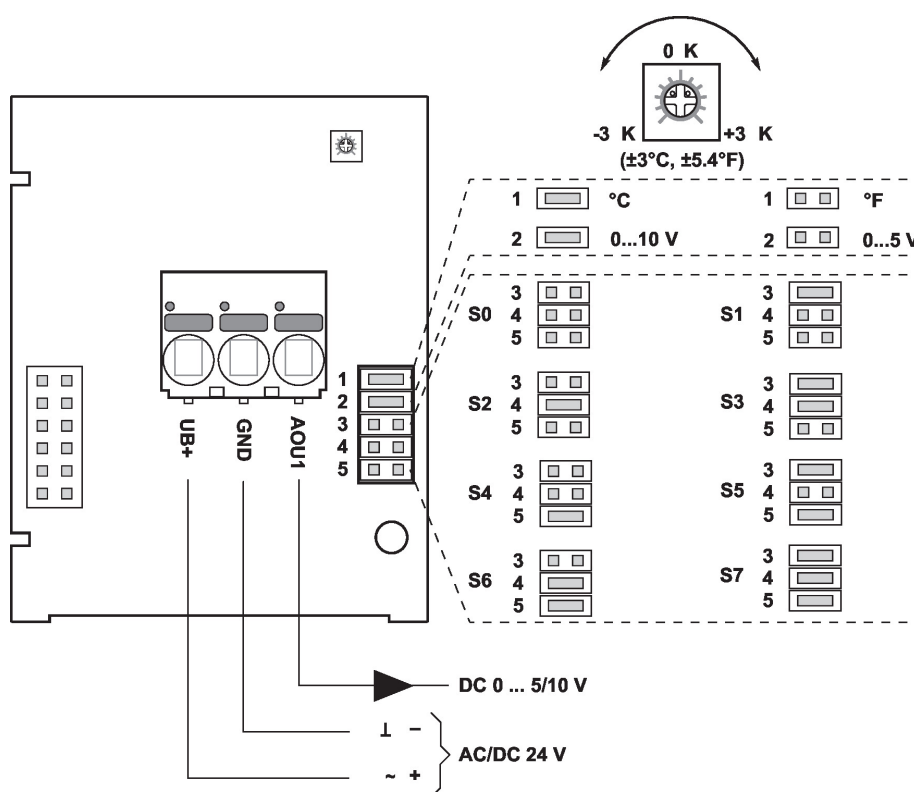 0 K
-3 K +3 K
(±3°C, ±5.4°F)
1 °C 1 °F
2 0...10 V 2 0...5 V
S0 3 4 5
S1 3 4 5
S2 3 4 5
S3 3 4 5
S4 3 4 5
S5 3 4 5
S6 3 4 5
S7 3 4 5
1
2
3
4
5
UB+
GND
AOU1
DC 0 ... 5/10 V
⊥ −
~ +
AC/DC 24 V